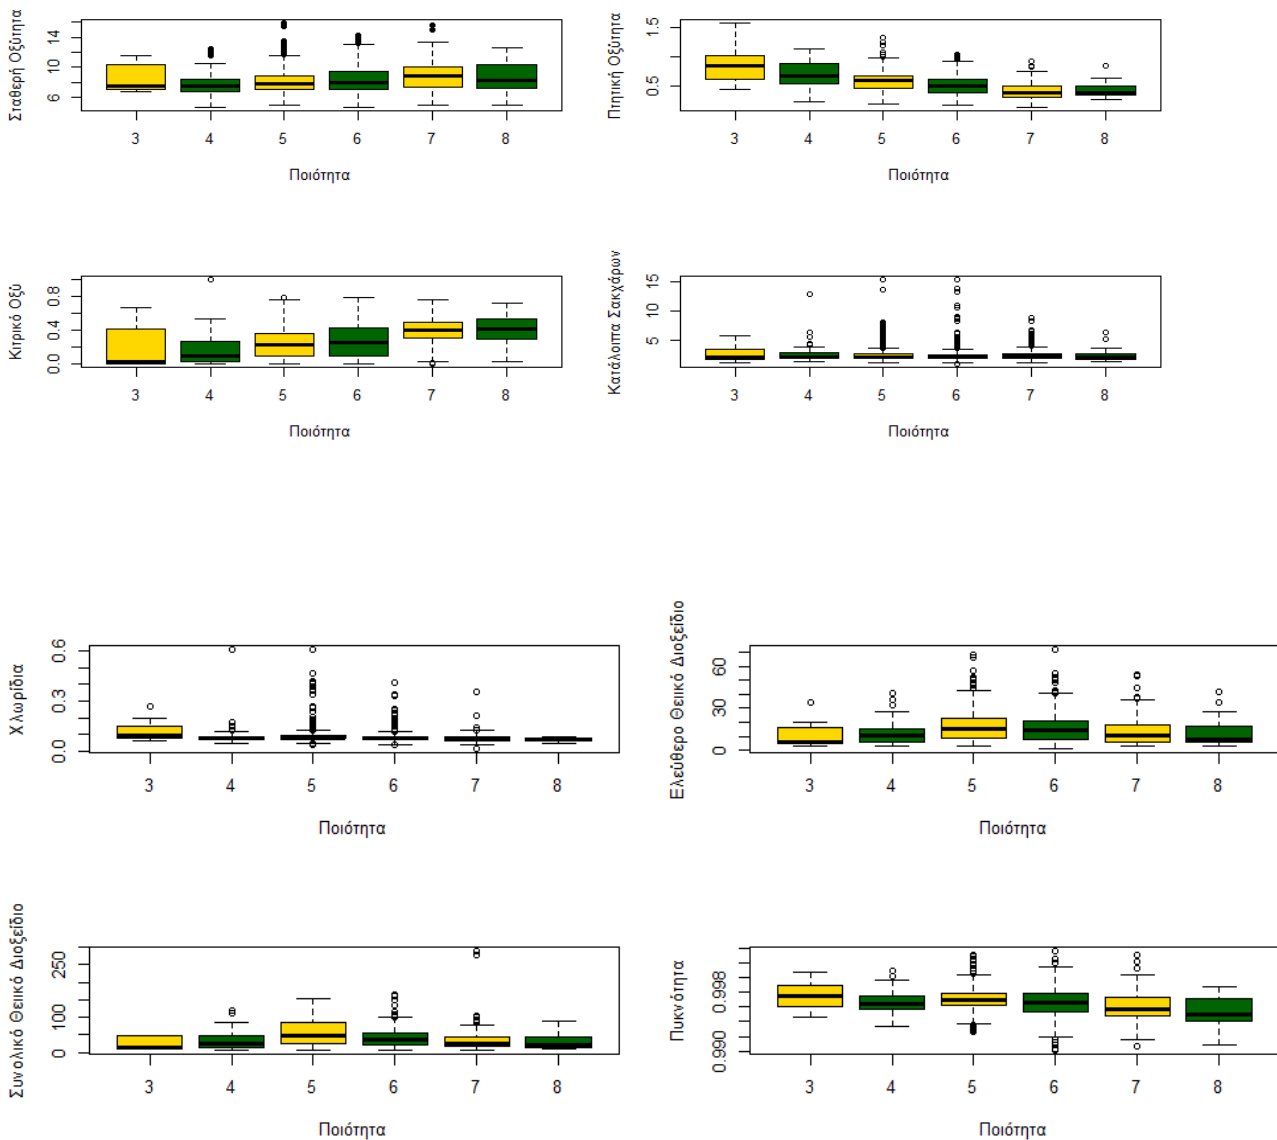 Σταθερή Οξύτητα
6 10 14
3 4 5 6 7 8
Ποιότητα
Πτητική Οξύτητα
0.5 1.5
3 4 5 6 7 8
Ποιότητα
Κιτρικό Οξύ
0.0 0.4 0.8
3 4 5 6 7 8
Ποιότητα
Κατάλοιπα Σακχάρων
5 10 15
3 4 5 6 7 8
Ποιότητα
Χλωρίδια
0.0 0.3 0.6
3 4 5 6 7 8
Ποιότητα
Ελεύθερο Θειικό Διοξείδιο
0 30 60
3 4 5 6 7 8
Ποιότητα
Συνολικό Θειικό Διοξείδιο
0 100 250
3 4 5 6 7 8
Ποιότητα
Πυκνότητα
0.990 0.998
3 4 5 6 7 8
Ποιότητα